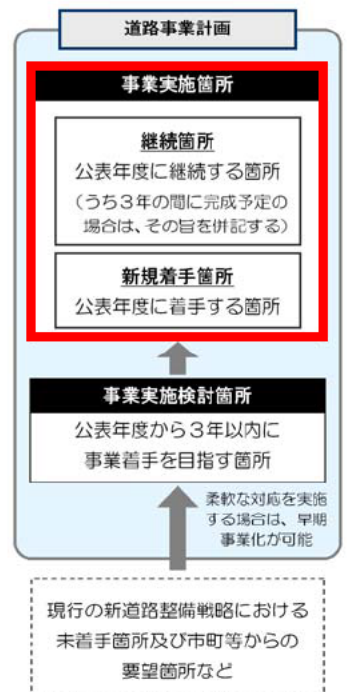 道路事業計画
事業実施箇所
継続箇所
公表年度に継続する箇所
（うち３年の間に完成予定の
場合は、その旨を併記する）
新規着手箇所
公表年度に着手する箇所
事業実施検討箇所
公表年度から３年以内に
事業着手を目指す箇所
柔軟な対応を実施
する場合は、早期
事業化が可能
現行の新道路整備戦略における
未着手箇所及び市町等からの
要望箇所など